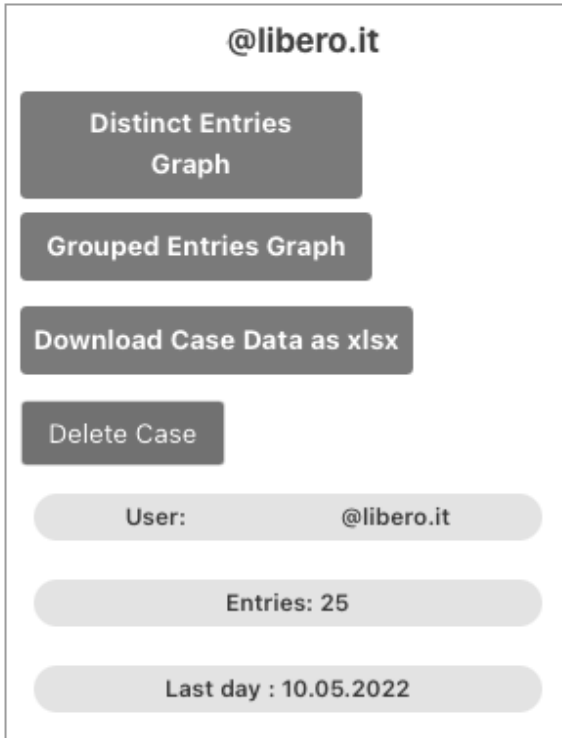 @libero.it
Distinct Entries
Graph
Grouped Entries Graph
Download Case Data as xlsx
Delete Case
User: @libero.it
Entries: 25
Last day : 10.05.2022